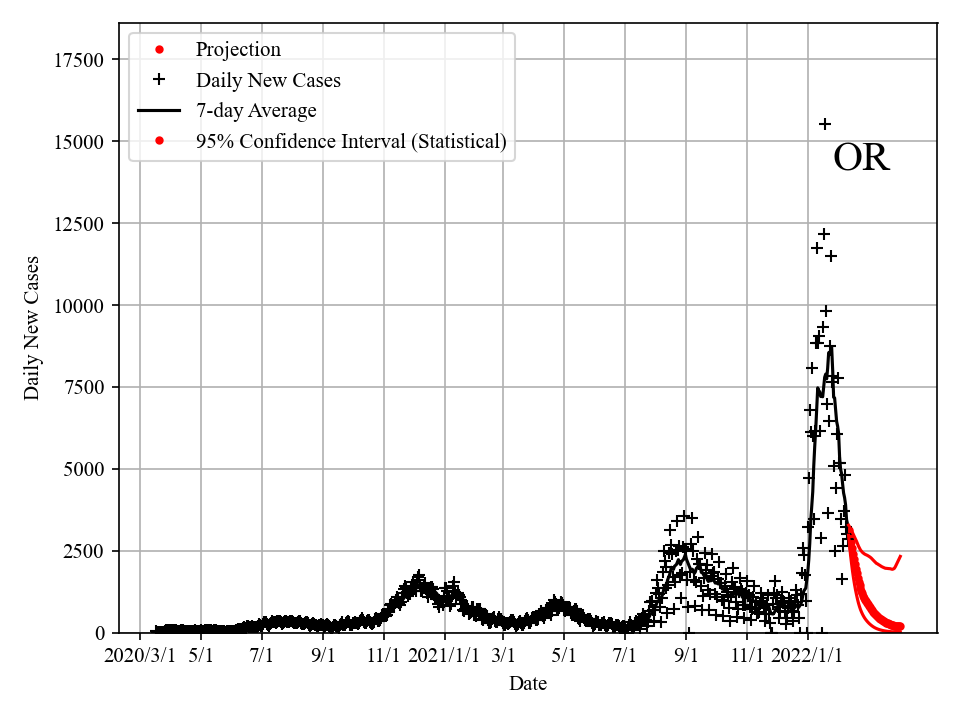 17500
15000
12500
10000
7500
5000
2500
0
Daily New Cases
Projection
Daily New Cases
7-day Average
95% Confidence Interval (Statistical)
OR
2020/3/1 5/1 7/1 9/1 11/1 2021/1/1 3/1 5/1 7/1 9/1 11/1 2022/1/1
Date